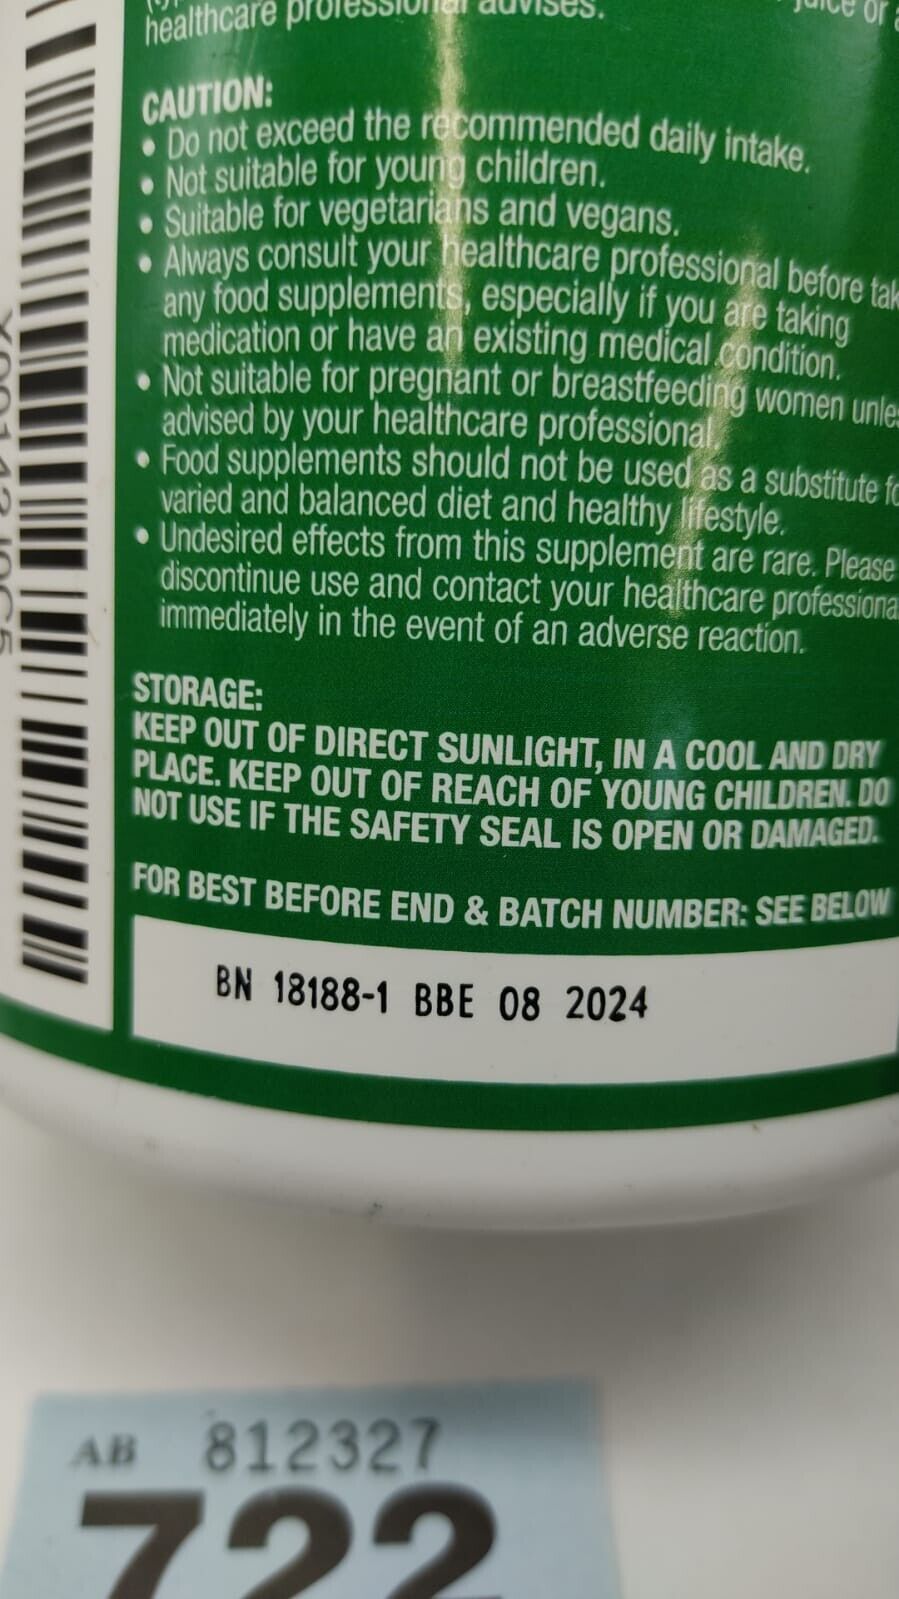 healthcare professional advises.
juice or
CAUTION:
• Do not exceed the recommended daily intake.
• Not suitable for young children.
• Suitable for vegetarians and vegans.
• Always consult your healthcare professional before
any food supplements, especially if you are taking
medication or have an existing medical condition.
• Not suitable for pregnant or breastfeeding women
advised by your healthcare professional.
• Food supplements should not be used as a substitute
varied and balanced diet and healthy lifestyle.
• Undesired effects from this supplement are rare. Please
discontinue use and contact your healthcare professional
immediately in the event of an adverse reaction.
STORAGE:
KEEP OUT OF DIRECT SUNLIGHT, IN A COOL AND DRY
PLACE. KEEP OUT OF REACH OF YOUNG CHILDREN. DO
NOT USE IF THE SAFETY SEAL IS OPEN OR DAMAGED.
FOR BEST BEFORE END & BATCH NUMBER: SEE BELOW
BN 18188-1 BBE 08 2024
AB 812327
722